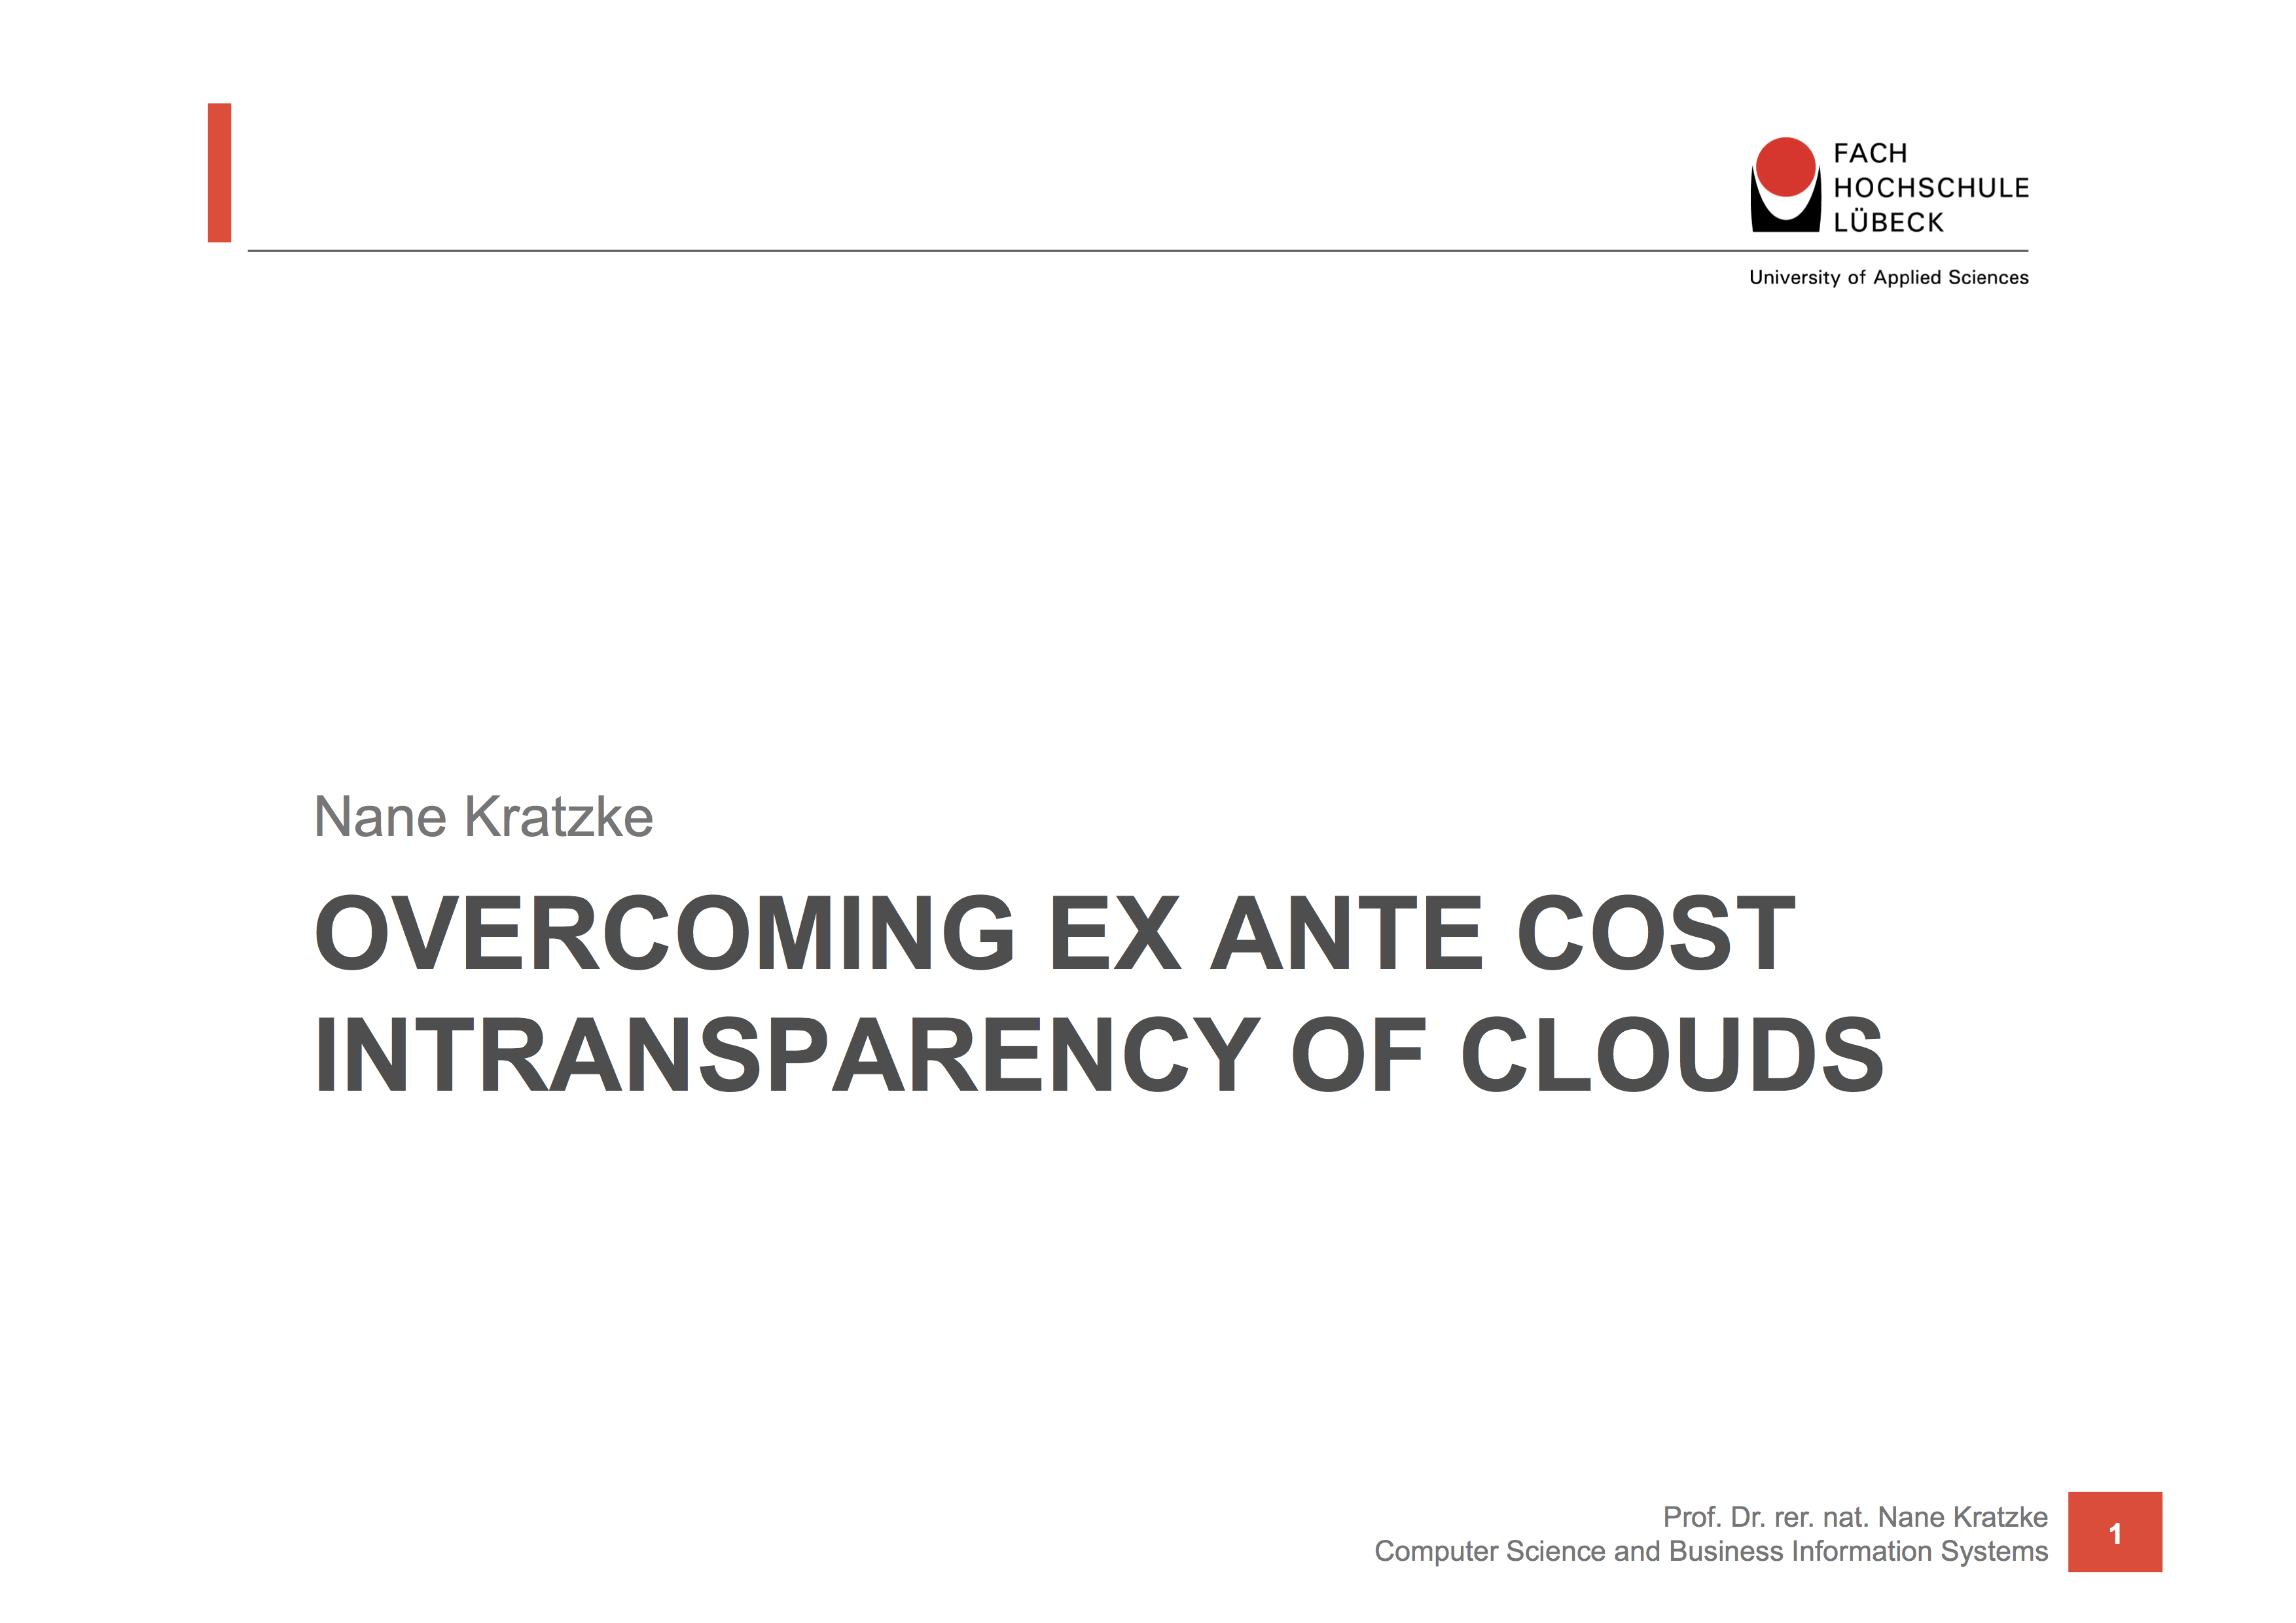 FACH
HOCHSCHULE
LÜBECK
University of Applied Sciences
Nane Kratzke
OVERCOMING EX ANTE COST
INTRANSPARENCY OF CLOUDS
Prof. Dr. rer. nat. Nane Kratzke
Computer Science and Business Information Systems
1